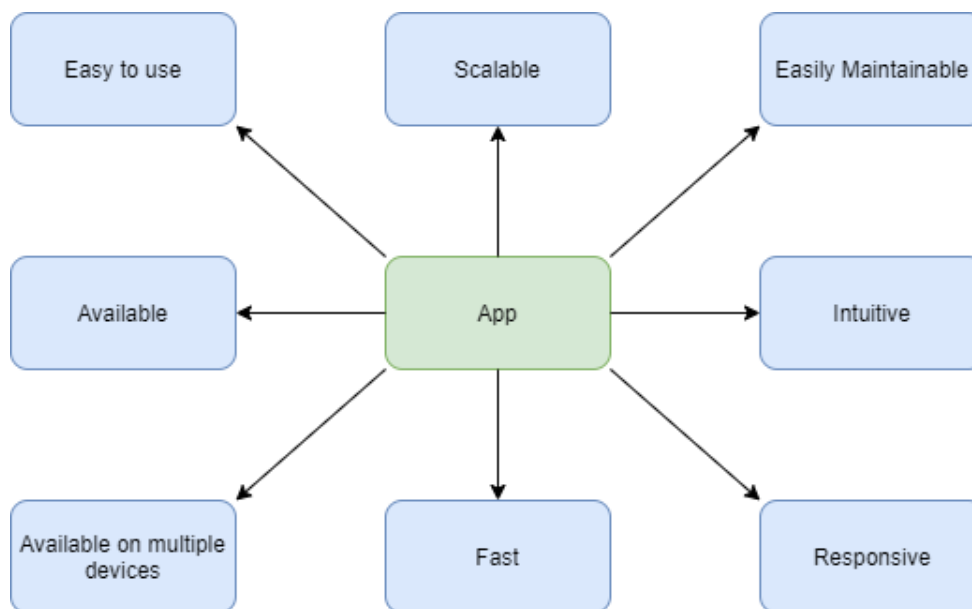 Easy to use
Scalable
Easily Maintainable
Available
App
Intuitive
Available on multiple
devices
Fast
Responsive